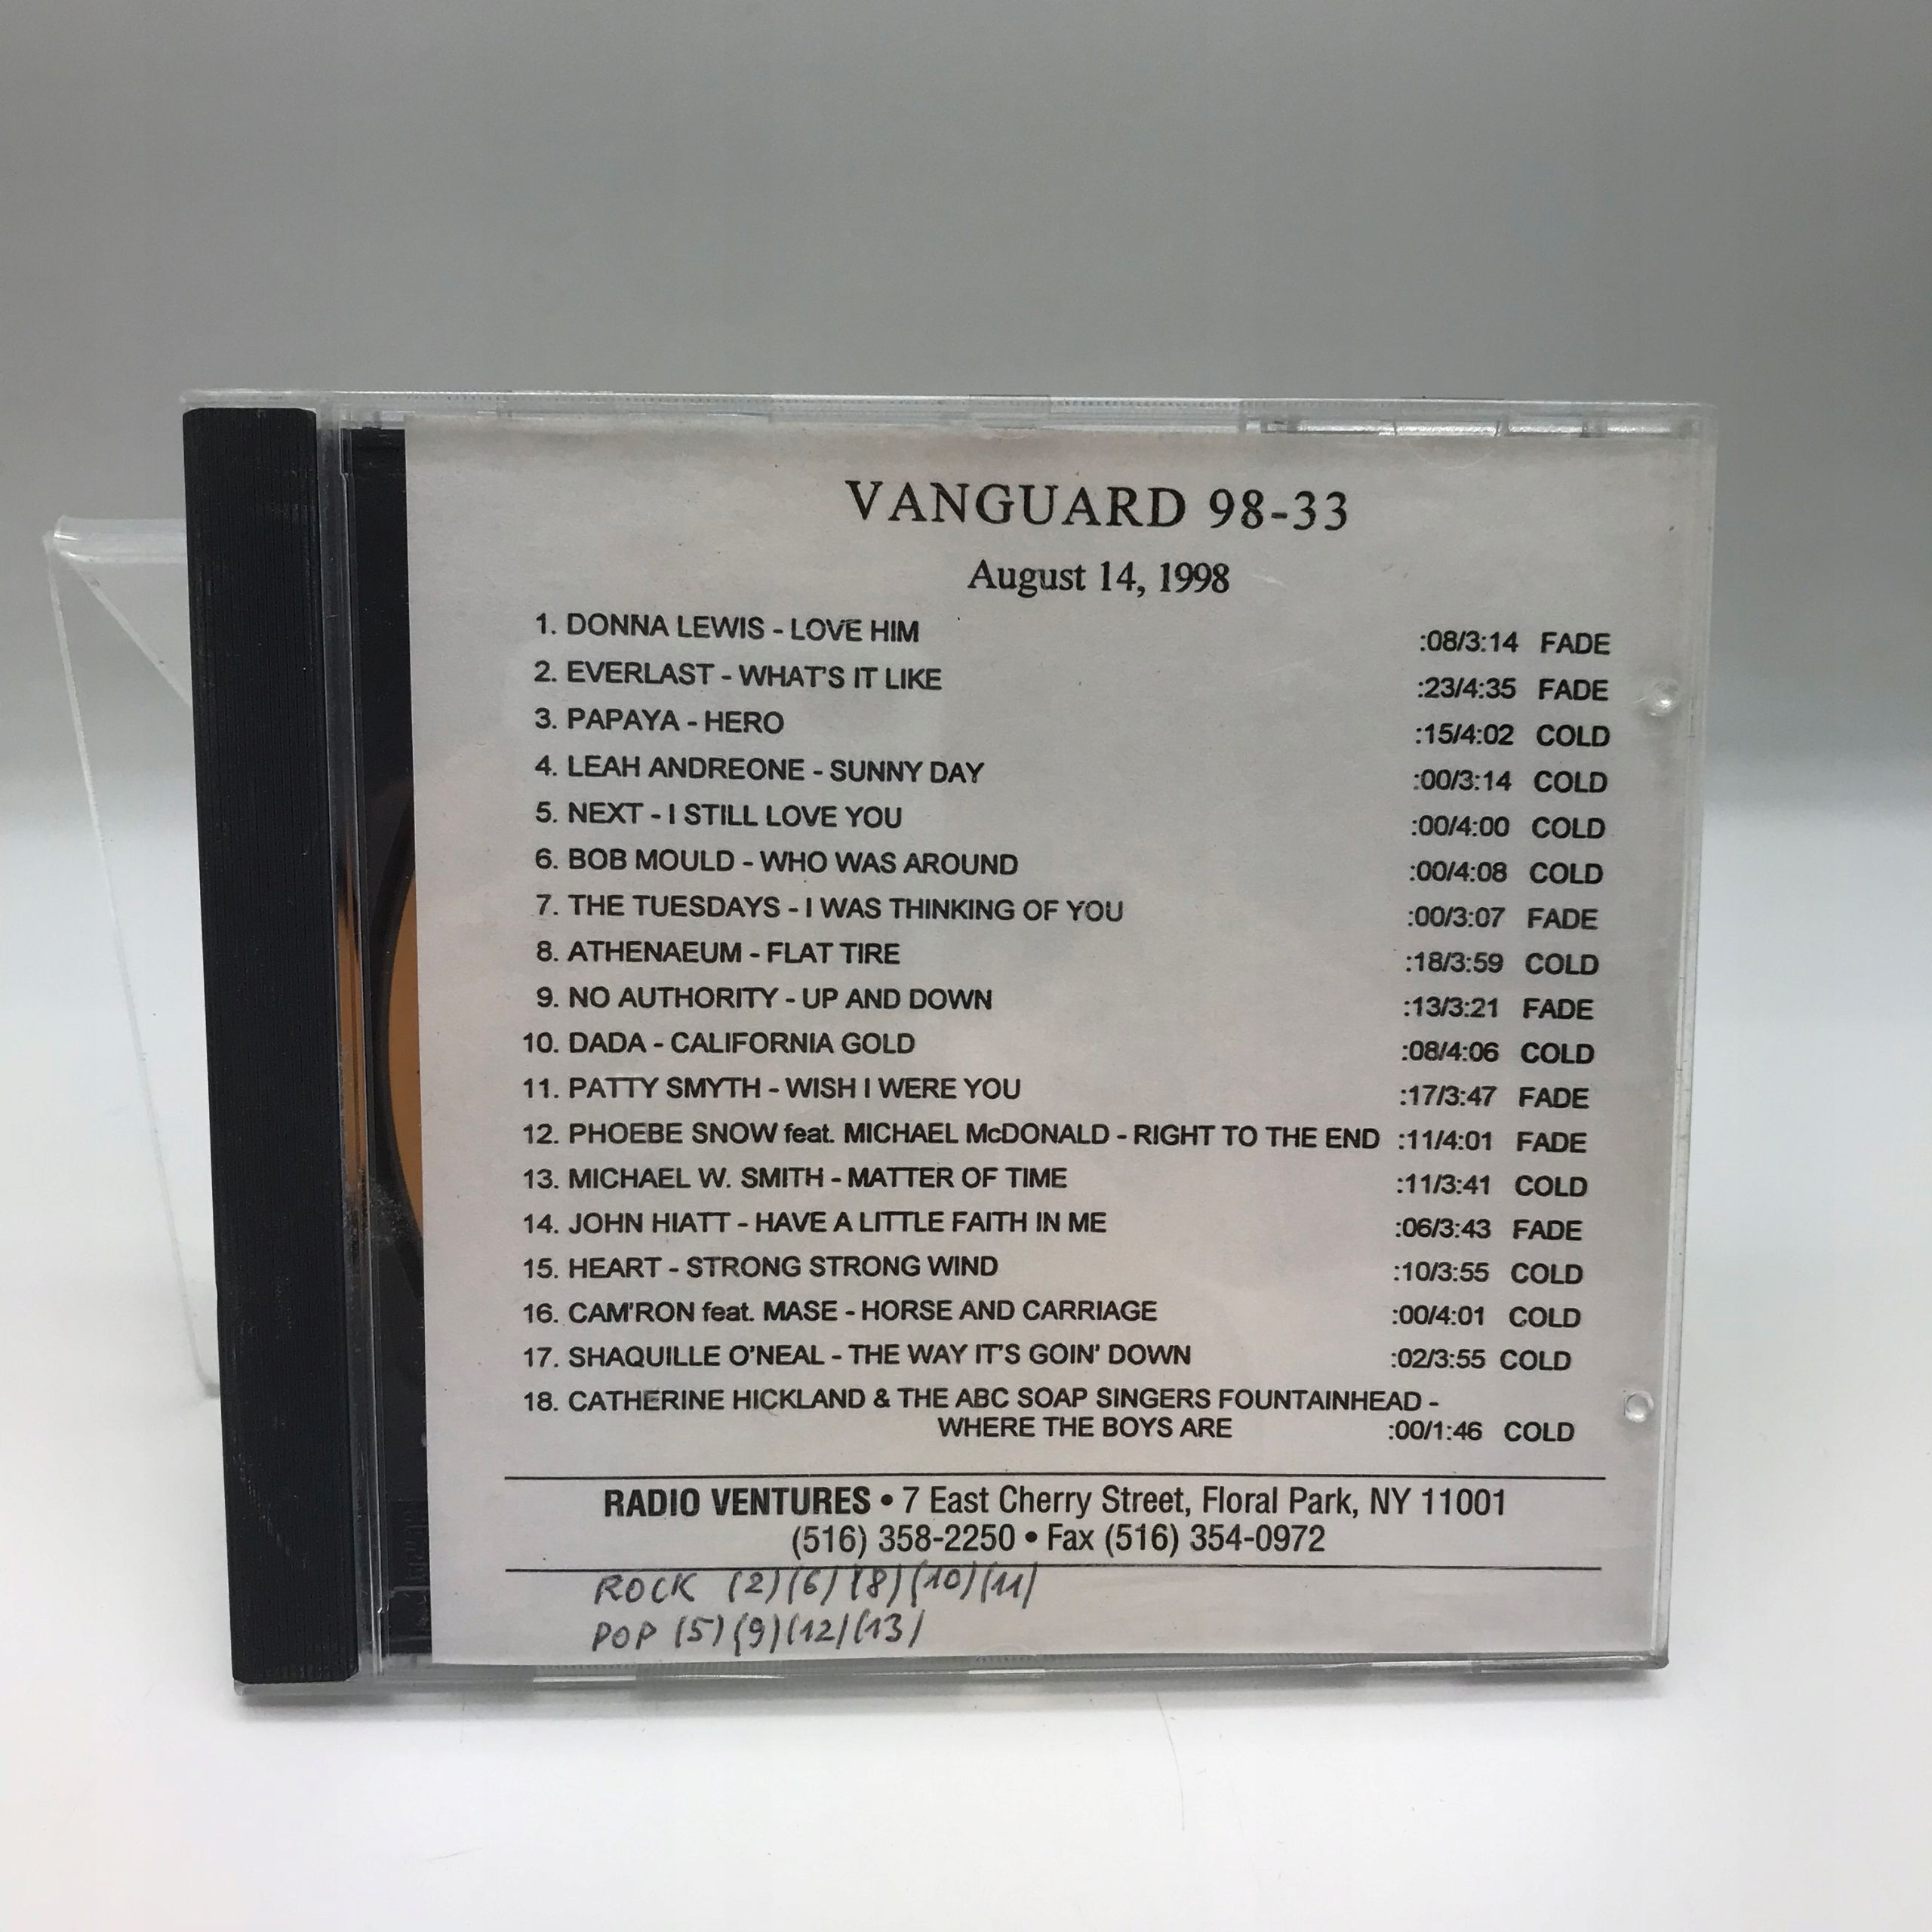 VANGUARD 98-33
August 14, 1998
1. DONNA LEWIS - LOVE HIM :08/3:14 FADE
2. EVERLAST - WHAT'S IT LIKE :23/4:35 FADE
3. PAPAYA - HERO :15/4:02 COLD
4. LEAH ANDREONE - SUNNY DAY :00/3:14 COLD
5. NEXT - I STILL LOVE YOU :00/4:00 COLD
6. BOB MOULD - WHO WAS AROUND :00/4:08 COLD
7. THE TUESDAYS - I WAS THINKING OF YOU :00/3:07 FADE
8. ATHENAEUM - FLAT TIRE :18/3:59 COLD
9. NO AUTHORITY - UP AND DOWN :13/3:21 FADE
10. DADA - CALIFORNIA GOLD :08/4:06 COLD
11. PATTY SMYTH - WISH I WERE YOU :17/3:47 FADE
12. PHOEBE SNOW feat. MICHAEL McDONALD - RIGHT TO THE END :11/4:01 FADE
13. MICHAEL W. SMITH - MATTER OF TIME :11/3:41 COLD
14. JOHN HIATT - HAVE A LITTLE FAITH IN ME :06/3:43 FADE
15. HEART - STRONG STRONG WIND :10/3:55 COLD
16. CAM'RON feat. MASE - HORSE AND CARRIAGE :00/4:01 COLD
17. SHAQUILLE O'NEAL - THE WAY IT'S GOIN' DOWN :02/3:55 COLD
18. CATHERINE HICKLAND & THE ABC SOAP SINGERS FOUNTAINHEAD -
WHERE THE BOYS ARE :00/1:46 COLD
RADIO VENTURES • 7 East Cherry Street, Floral Park, NY 11001
(516) 358-2250 • Fax (516) 354-0972
ROCK (2)(6)(8)(10)(11)
POP (5)(9)(12)(13)